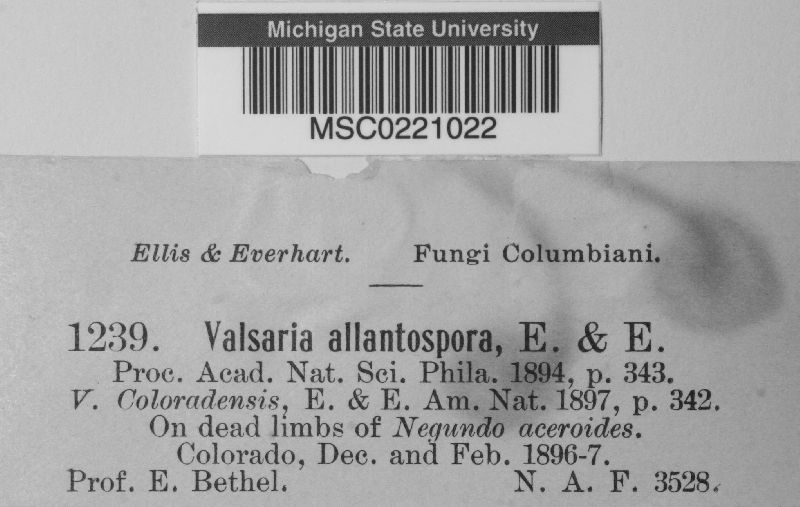 Michigan State University
MSC0221022
Ellis & Everhart. Fungi Columbiani.
1239. Valsaria allantospora, E. & E.
Proc. Acad. Nat. Sci. Phila. 1894, p. 343.
V. Coloradensis, E. & E. Am. Nat. 1897, p. 342.
On dead limbs of Negundo aceroides.
Colorado, Dec. and Feb. 1896-7.
Prof. E. Bethel. N. A. F. 3528.